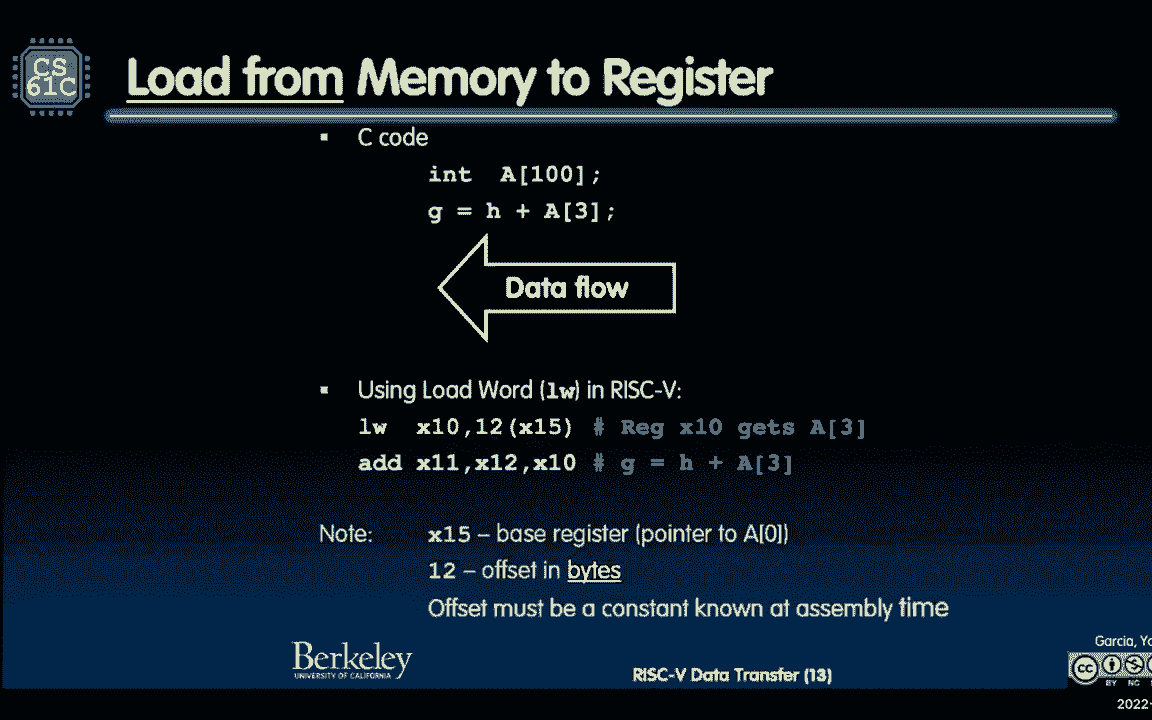 CS
61C
Load from Memory to Register
▪ C code
int A[100];
g = h + A[3];
Data flow
▪ Using Load Word (lw) in RISC-V:
lw x10,12(x15) # Reg x10 gets A[3]
add x11,x12,x10 # g = h + A[3]
Note: x15 – base register (pointer to A[0])
12 – offset in bytes
Offset must be a constant known at assembly time
Berkeley
UNIVERSITY OF CALIFORNIA
RISC-V Data Transfer (13)
Garcia,
CC
BY NC
2022-